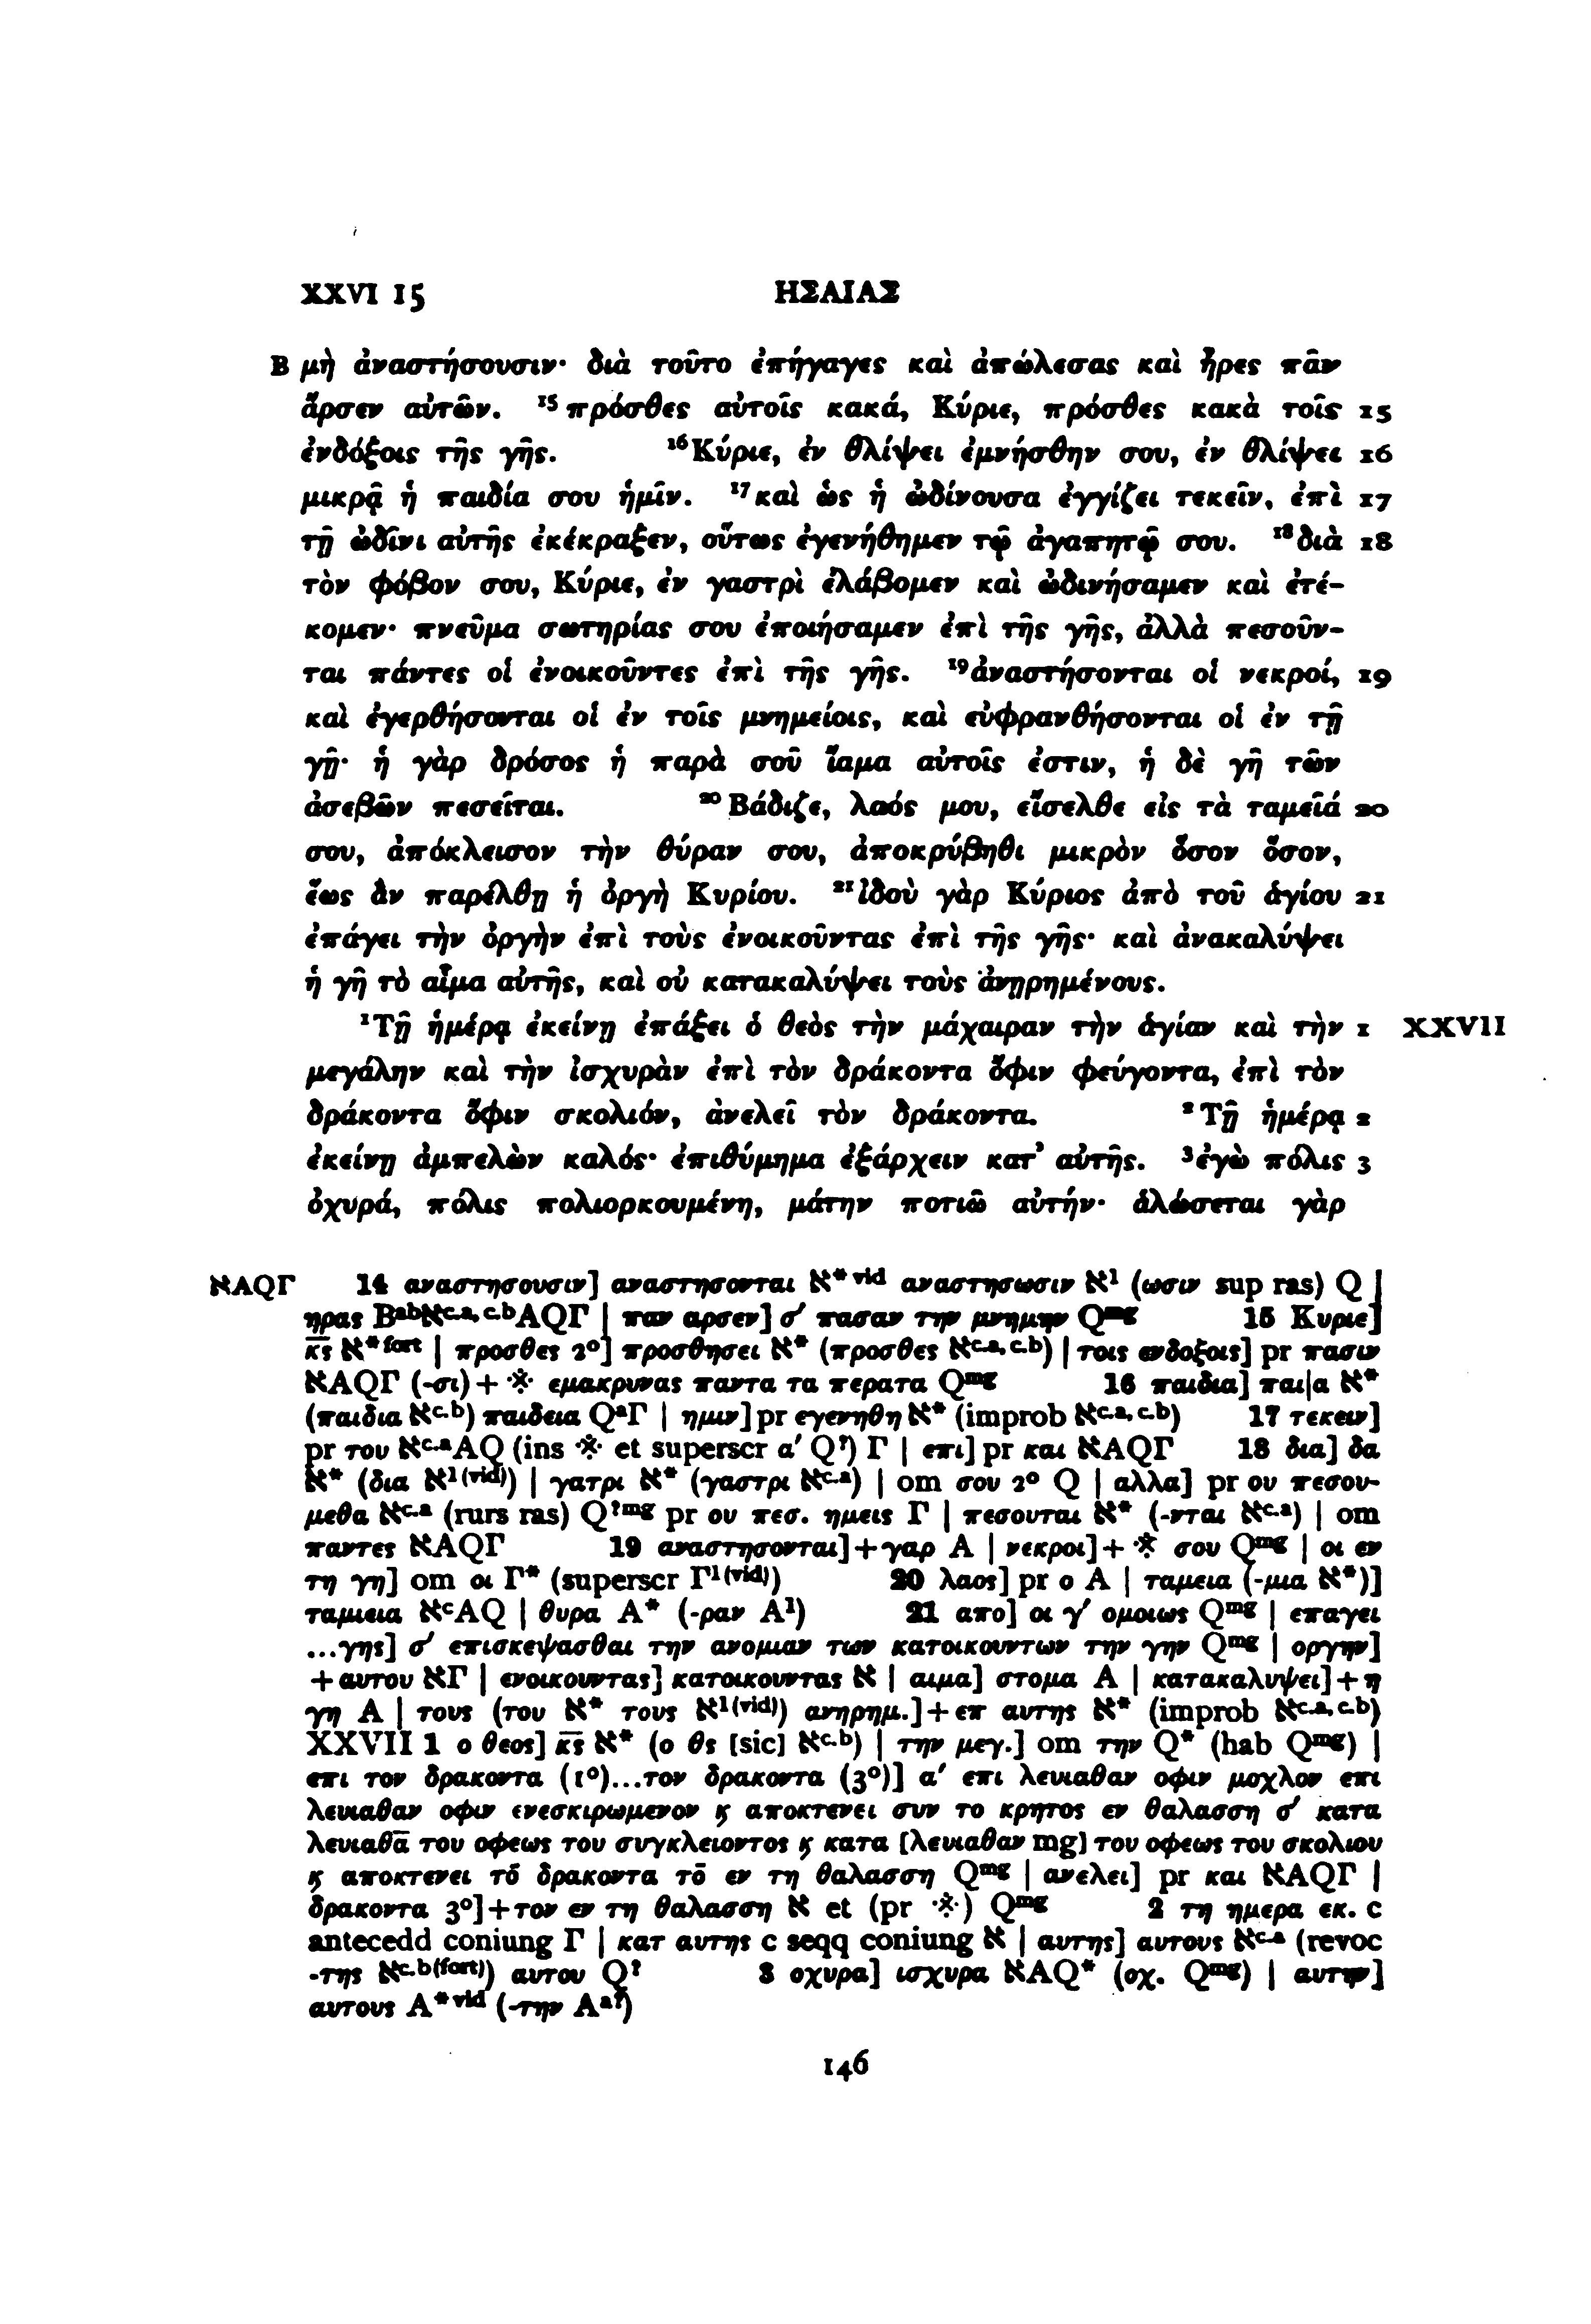 XXVI 15 ΗΣΑΙΑΣ
B μὴ ἀναστήσουσιν· διὰ τοῦτο ἐπήγαγες καὶ ἀπώλεσας καὶ ἦρες πᾶν
ἄρσεν αὐτῶν. ¹⁵πρόσθες αὐτοῖς κακά, Κύριε, πρόσθες κακὰ τοῖς 15
ἐνδόξοις τῆς γῆς. ¹⁶Κύριε, ἐν θλίψει ἐμνήσθην σου, ἐν θλίψει 16
μικρᾷ ἡ παιδία σου ἡμῖν. ¹⁷καὶ ὡς ἡ ὠδίνουσα ἐγγίζει τεκεῖν, ἐπὶ 17
τῇ ὠδῖνι αὐτῆς ἐκέκραξεν, οὕτως ἐγενήθημεν τῷ ἀγαπητῷ σου. ¹⁸διὰ 18
τὸν φόβον σου, Κύριε, ἐν γαστρὶ ἐλάβομεν καὶ ὠδινήσαμεν καὶ ἐτέ-
κομεν· πνεῦμα σωτηρίας σου ἐποιήσαμεν ἐπὶ τῆς γῆς, ἀλλὰ πεσοῦν-
ται πάντες οἱ ἐνοικοῦντες ἐπὶ τῆς γῆς. ¹⁹ἀναστήσονται οἱ νεκροί, 19
καὶ ἐγερθήσονται οἱ ἐν τοῖς μνημείοις, καὶ εὐφρανθήσονται οἱ ἐν τῇ
γῇ· ἡ γὰρ δρόσος ἡ παρὰ σοῦ ἴαμα αὐτοῖς ἐστιν, ἡ δὲ γῆ τῶν
ἀσεβῶν πεσεῖται. ²⁰Βάδιζε, λαός μου, εἴσελθε εἰς τὰ ταμεῖά 20
σου, ἀπόκλεισον τὴν θύραν σου, ἀποκρύβηθι μικρὸν ὅσον ὅσον,
ἕως ἂν παρέλθῃ ἡ ὀργὴ Κυρίου. ²¹ἰδοὺ γὰρ Κύριος ἀπὸ τοῦ ἁγίου 21
ἐπάγει τὴν ὀργὴν ἐπὶ τοὺς ἐνοικοῦντας ἐπὶ τῆς γῆς· καὶ ἀνακαλύψει
ἡ γῆ τὸ αἷμα αὐτῆς, καὶ οὐ κατακαλύψει τοὺς ἀνῃρημένους.
¹Τῇ ἡμέρᾳ ἐκείνῃ ἐπάξει ὁ θεὸς τὴν μάχαιραν τὴν ἁγίαν καὶ τὴν 1 XXVII
μεγάλην καὶ τὴν ἰσχυρὰν ἐπὶ τὸν δράκοντα ὄφιν φεύγοντα, ἐπὶ τὸν
δράκοντα ὄφιν σκολιόν, ἀνελεῖ τὸν δράκοντα. ²Τῇ ἡμέρᾳ 2
ἐκείνῃ ἀμπελὼν καλός· ἐπιθύμημα ἐξάρχειν κατ’ αὐτῆς. ³ἐγὼ πόλις 3
ὀχυρά, πόλις πολιορκουμένη, μάτην ποτιῶ αὐτήν· ἁλώσεται γὰρ
ℵAQΓ 14 αναστησουσιν] αναστησονται ℵ* vid αναστησωσιν ℵ¹ (ωσιν sup ras) Q |
ηρας Bᵃᵇℵᶜ·ᵃ, ᶜ·ᵇAQΓ | παν αρσεν] σ′ πασαν την μνημην Qᵐᵍ 15 Κυριε]
κ̅ς̅ ℵ* fort | προσθες 2°] προσθησει ℵ* (προσθες ℵᶜ·ᵃ, ᶜ·ᵇ) | τοις ενδοξοις] pr πασιν
ℵAQΓ (-σι) + ※ εμακρυνας παντα τα περατα Qᵐᵍ 16 παιδια] παι|α ℵ*
(παιδια ℵᶜ·ᵇ) παιδεια QᵃΓ | ημιν] pr εγενηθη ℵ* (improb ℵᶜ·ᵃ, ᶜ·ᵇ) 17 τεκειν]
pr του ℵᶜ·ᵃAQ (ins ※ et superscr α′ Q?) Γ | επι] pr και ℵAQΓ 18 δια] δα
ℵ* (δια ℵ¹ (vid)) | γατρι ℵ* (γαστρι ℵᶜ·ᵃ) | om σου 2° Q | αλλα] pr ου πεσου-
μεθα ℵᶜ·ᵃ (rurs ras) Q? ᵐᵍ pr ου πεσ. ημεις Γ | πεσουται ℵ* (-νται ℵᶜ·ᵃ) | om
παντες ℵAQΓ 19 αναστησονται] + γαρ A | νεκροι] + ※ σου Qᵐᵍ | οι εν
τη γη] om οι Γ* (superscr Γ¹ (vid)) 20 λαος] pr ο A | ταμεια (-μια ℵ*)]
ταμιεια ℵᶜAQ | θυρα A* (-ραν A¹) 21 απο] οι γ′ ομοιως Qᵐᵍ | επαγει
...γης] σ′ επισκεψασθαι την ανομιαν των κατοικουντων την γην Qᵐᵍ | οργην]
+ αυτου ℵΓ | ενοικουντας] κατοικουντας ℵ | αιμα] στομα A | κατακαλυψει] + η
γη A | τους (του ℵ* τους ℵ¹ (vid)) ανηρημ.] + επ αυτης ℵ* (improb ℵᶜ·ᵃ, ᶜ·ᵇ)
XXVII 1 ο θεος] κ̅ς̅ ℵ* (ο θς [sic] ℵᶜ·ᵇ) | την μεγ.] om την Q* (hab Qᵐᵍ) |
επι τον δρακοντα (1°)...τον δρακοντα (3°)] α′ επι λευιαθαν οφιν μοχλον επι
λευιαθαν οφιν ενεσκιρωμενον ϗ αποκτενει συν το κρητος εν θαλασση σ′ κατα
λευιαθα̅ του οφεως του συγκλειοντος ϗ κατα [λευιαθαν mg] του οφεως του σκολιου
ϗ αποκτενει το̅ δρακοντα το̅ εν τη θαλασση Qᵐᵍ | ανελει] pr και ℵAQΓ |
δρακοντα 3°] + τον εν τη θαλασση ℵ et (pr ※) Qᵐᵍ 2 τη ημερα εκ. c
antecedd coniung Γ | κατ αυτης c seqq coniung ℵ | αυτης] αυτους ℵᶜ·ᵃ (revoc
-της ℵᶜ·ᵇ (fort)) αυτου Q? 3 οχυρα] ισχυρα ℵAQ* (οχ. Qᵐᵍ) | αυτην]
αυτους A* vid (-την Aᵃ?)
146